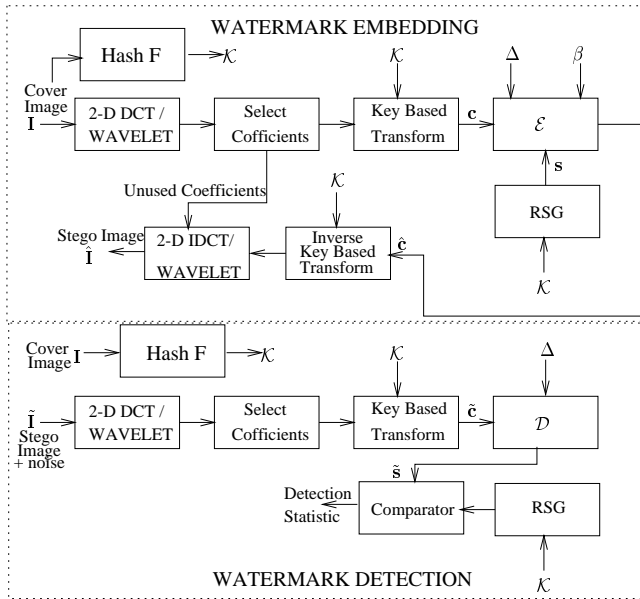 WATERMARK EMBEDDING
Hash F
𝒦
Cover
Image
I
2-D DCT /
WAVELET
Select
Cofficients
𝒦
Key Based
Transform
c
Δ
β
ℰ
s
RSG
𝒦
Unused Coefficients
Stego Image
Î
2-D IDCT/
WAVELET
𝒦
Inverse
Key Based
Transform
ĉ
Cover
Image I
Hash F
𝒦
Ĩ
Stego
Image
+ noise
2-D DCT /
WAVELET
Select
Cofficients
𝒦
Key Based
Transform
c̃
Δ
𝒟
s̃
Detection
Statistic
Comparator
RSG
𝒦
WATERMARK DETECTION